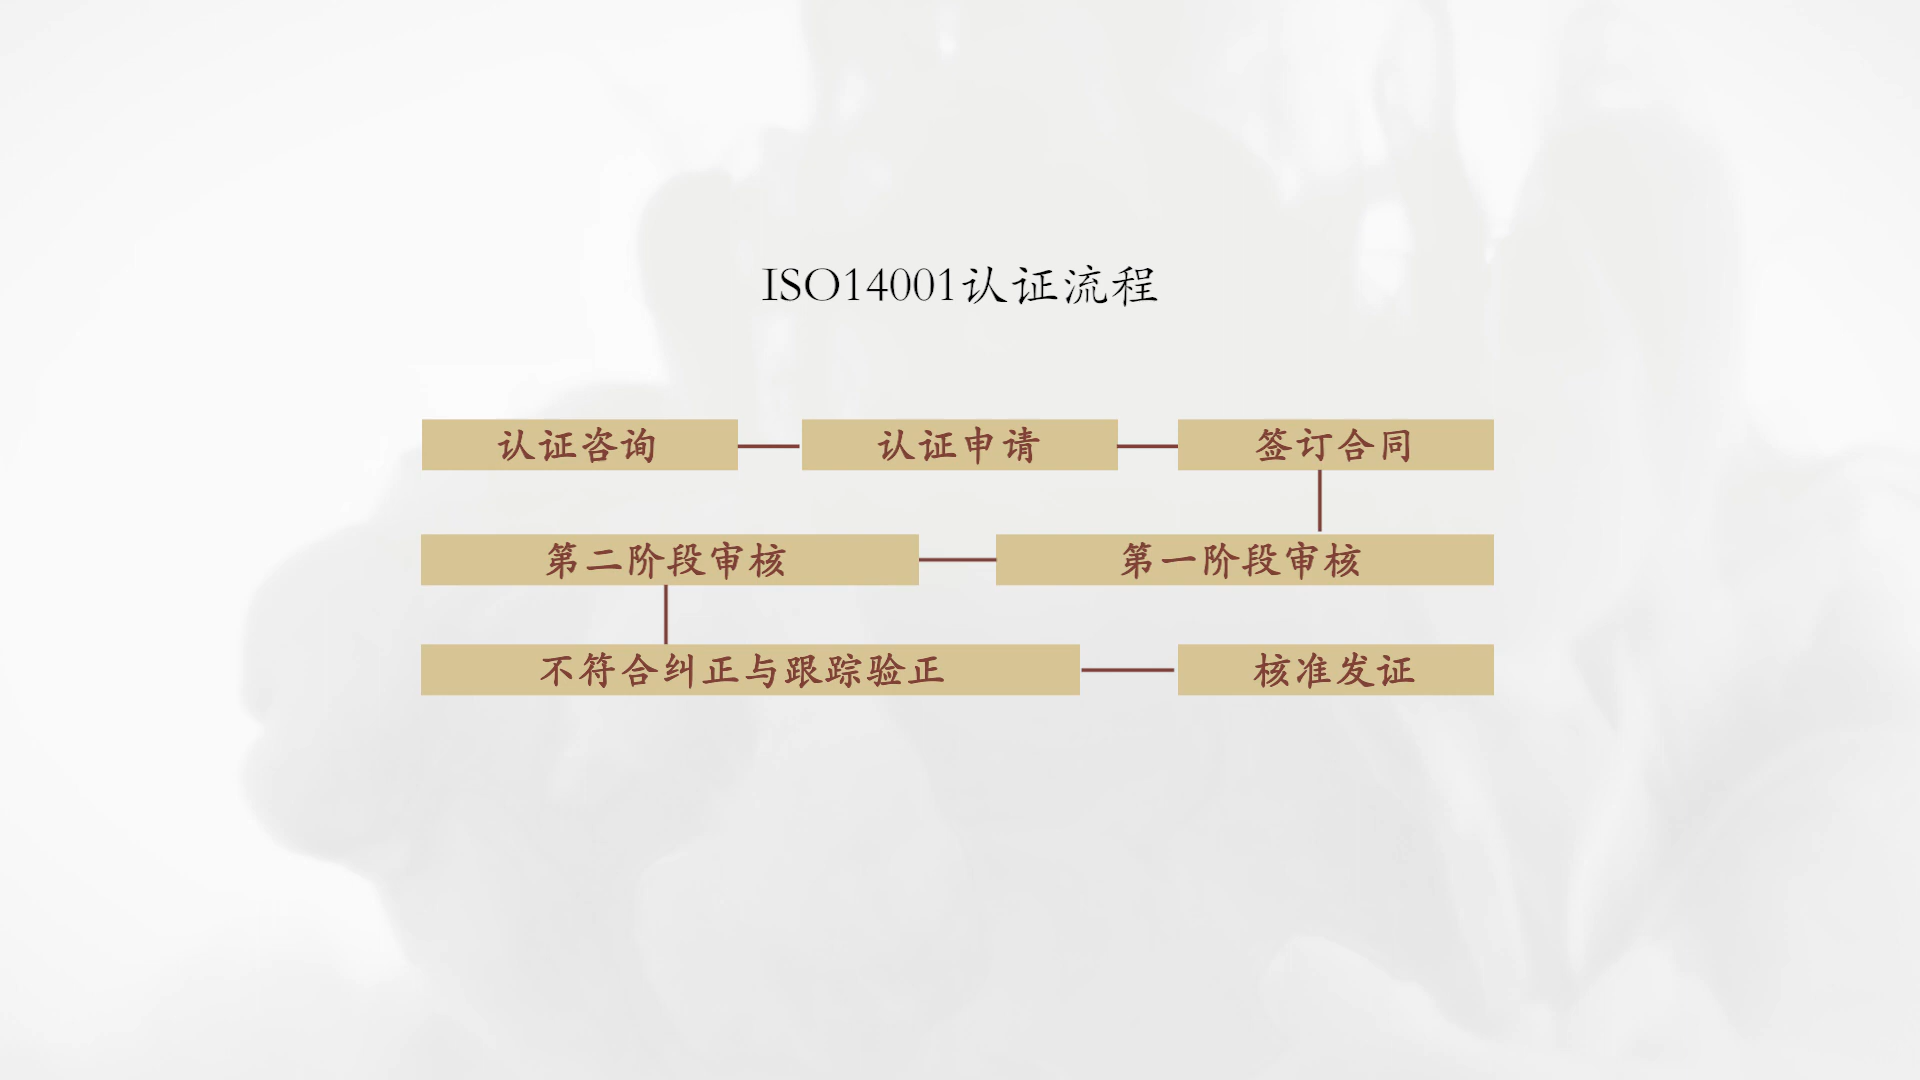 ISO14001认证流程
认证咨询 认证申请 签订合同
第二阶段审核 第一阶段审核
不符合纠正与跟踪验正 核准发证